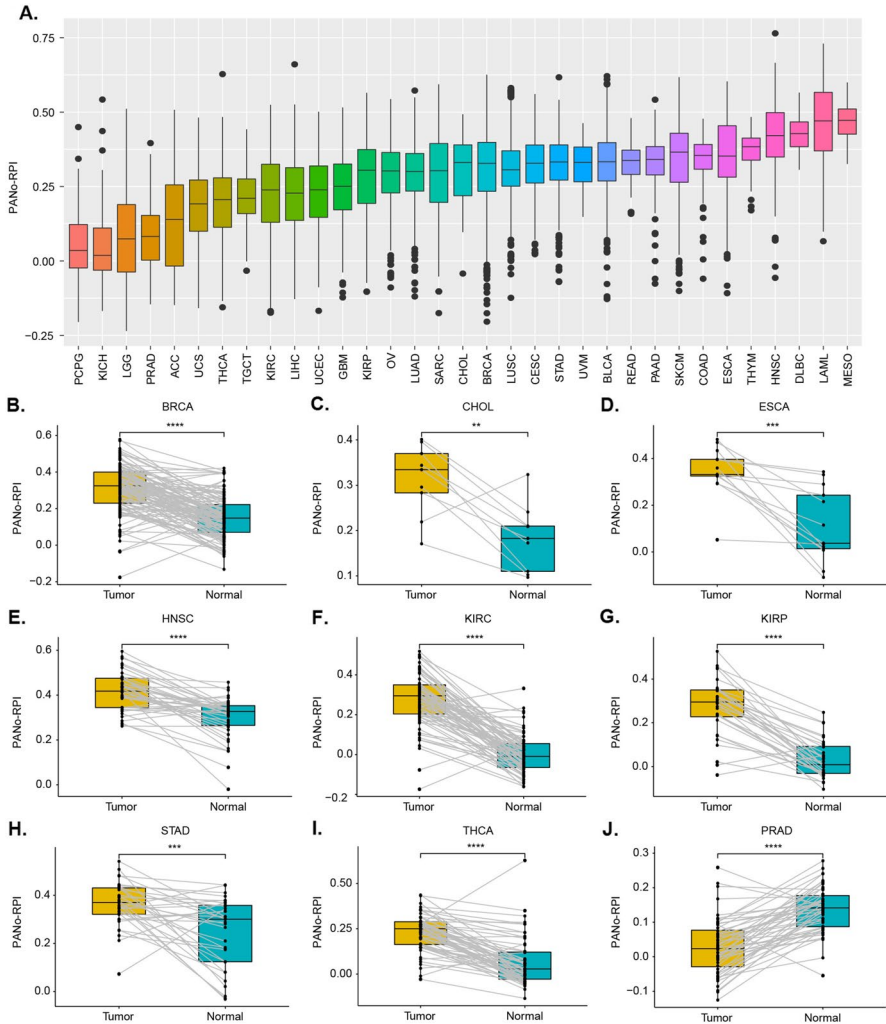 A.
0.75
0.50
0.25
0.00
−0.25
PANo-RPI
PCPG KICH LGG PRAD ACC UCS THCA TGCT KIRC LIHC UCEC GBM KIRP OV LUAD SARC CHOL BRCA LUSC CESC STAD UVM BLCA READ PAAD SKCM COAD ESCA THYM HNSC DLBC LAML MESO
B.
BRCA
****
0.6
0.4
0.2
0.0
−0.2
PANo-RPI
Tumor Normal
C.
CHOL
**
0.4
0.3
0.2
0.1
PANo-RPI
Tumor Normal
D.
ESCA
***
0.4
0.2
0.0
PANo-RPI
Tumor Normal
E.
HNSC
****
0.6
0.4
0.2
0.0
PANo-RPI
Tumor Normal
F.
KIRC
****
0.4
0.2
0.0
−0.2
PANo-RPI
Tumor Normal
G.
KIRP
****
0.4
0.2
0.0
PANo-RPI
Tumor Normal
H.
STAD
***
0.4
0.2
0.0
PANo-RPI
Tumor Normal
I.
THCA
****
0.50
0.25
0.00
PANo-RPI
Tumor Normal
J.
PRAD
****
0.3
0.2
0.1
0.0
−0.1
PANo-RPI
Tumor Normal